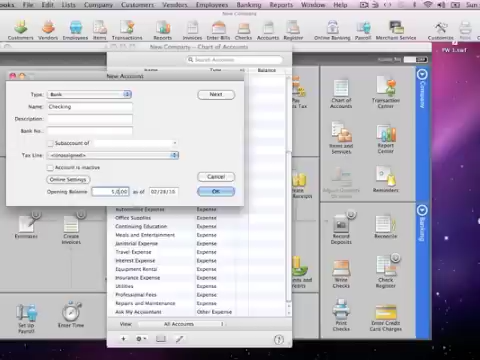 ooks File Edit Lists Company Customers Vendors Employees Banking Reports Window Help Sun
New Company
Customers Vendors Employees Items Transactions Invoices Enter Bills Checks Accounts Register Online Banking Payroll Merchant Service Customize
PW 1.mrf
New Company - Chart of Accounts
Search Accounts
Balance
New Account
Type: Bank
Next
Name: Checking
Description:
Bank No:
Subaccount of
Tax Line: <Unassigned>
Account is inactive
Online Settings
Cancel
Opening Balance as of 02/28/10
OK
Chart of Accounts
Transaction Center
Company
Items and Services
Report Center
Reminders
Banking
Record Deposits
Reconcile
Write Checks
Check Register
Print Checks
Enter Credit Card Charges
Estimates
Create Invoices
Set Up Payroll
Enter Time
Automobile Expense Expense
Office Supplies Expense
Continuing Education Expense
Meals and Entertainment Expense
Janitorial Expense Expense
Travel Expense Expense
Interest Expense Expense
Equipment Rental Expense
Insurance Expense Expense
Utilities Expense
Professional Fees Expense
Repairs and Maintenance Expense
Ask My Accountant Other Expense
View: All Accounts